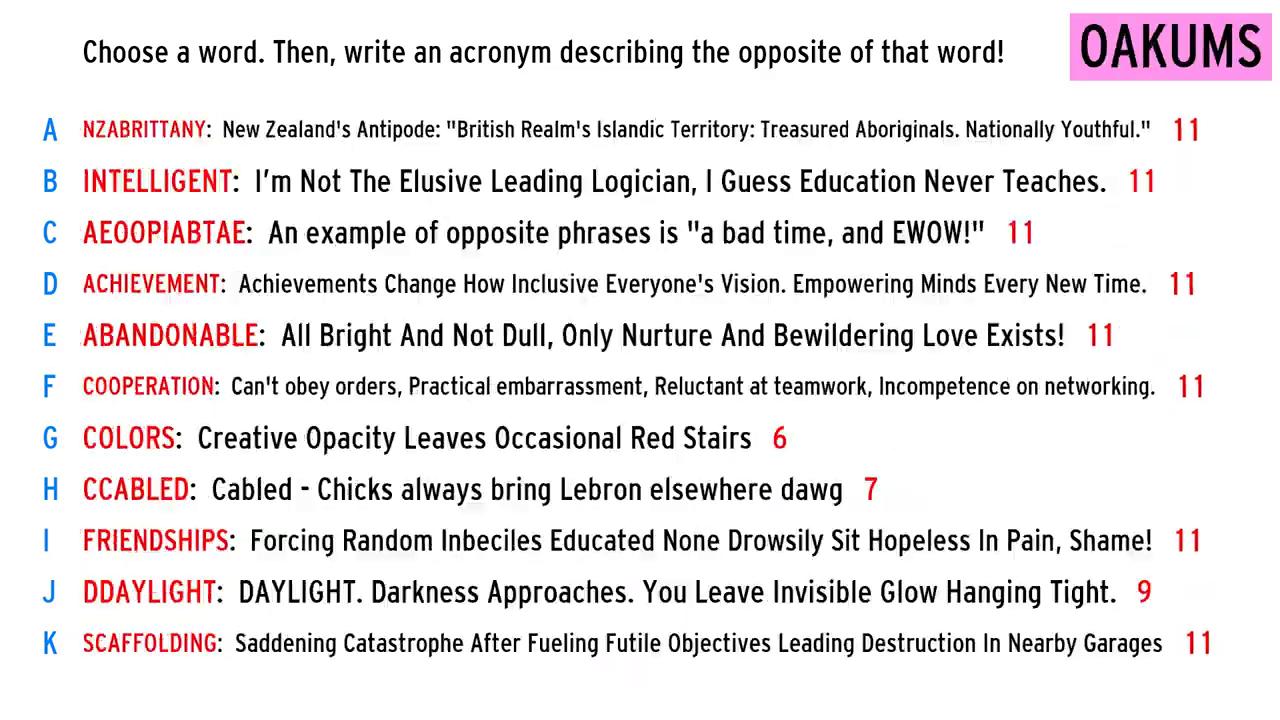 Choose a word. Then, write an acronym describing the opposite of that word!
OAKUMS
A NZABRITTANY: New Zealand's Antipode: "British Realm's Islandic Territory: Treasured Aboriginals. Nationally Youthful." 11
B INTELLIGENT: I'm Not The Elusive Leading Logician, I Guess Education Never Teaches. 11
C AEOOPIABTAE: An example of opposite phrases is "a bad time, and EWOW!" 11
D ACHIEVEMENT: Achievements Change How Inclusive Everyone's Vision. Empowering Minds Every New Time. 11
E ABANDONABLE: All Bright And Not Dull, Only Nurture And Bewildering Love Exists! 11
F COOPERATION: Can't obey orders, Practical embarrassment, Reluctant at teamwork, Incompetence on networking. 11
G COLORS: Creative Opacity Leaves Occasional Red Stairs 6
H CCABLED: Cabled - Chicks always bring Lebron elsewhere dawg 7
I FRIENDSHIPS: Forcing Random Inbeciles Educated None Drowsily Sit Hopeless In Pain, Shame! 11
J DDAYLIGHT: DAYLIGHT. Darkness Approaches. You Leave Invisible Glow Hanging Tight. 9
K SCAFFOLDING: Saddening Catastrophe After Fueling Futile Objectives Leading Destruction In Nearby Garages 11